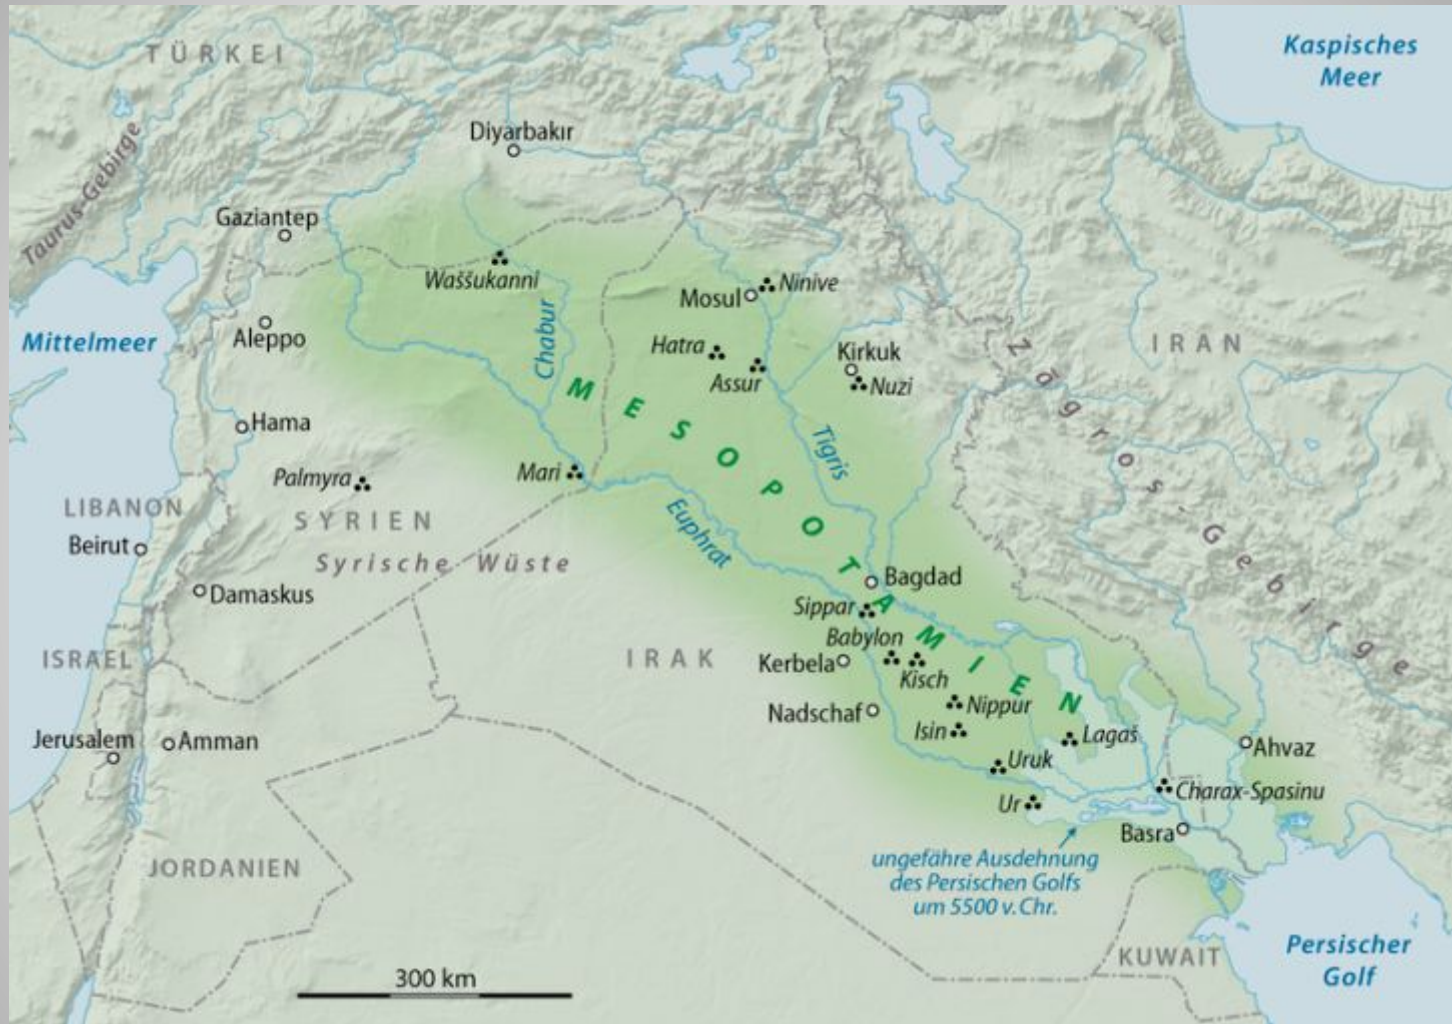 Kaspisches
Meer
TÜRKEI
Diyarbakır
Taurus-Gebirge
Gaziantep
Waššukanni
Ninive
Mosul
Mittelmeer
Aleppo
Chabur
Hatra
Assur
Kirkuk
Nuzi
IRAN
Zagros-Gebirge
MESOPOTAMIEN
Hama
Tigris
Palmyra
Mari
LIBANON
SYRIEN
Beirut
Euphrat
Syrische Wüste
Damaskus
Bagdad
Sippar
Babylon
ISRAEL
IRAK
Kerbela
Kisch
Nippur
Nadschaf
Isin
Lagaš
Jerusalem
Amman
Ahvaz
Uruk
Ur
Charax-Spasinu
Basra
JORDANIEN
ungefähre Ausdehnung
des Persischen Golfs
um 5500 v. Chr.
KUWAIT
Persischer
Golf
300 km